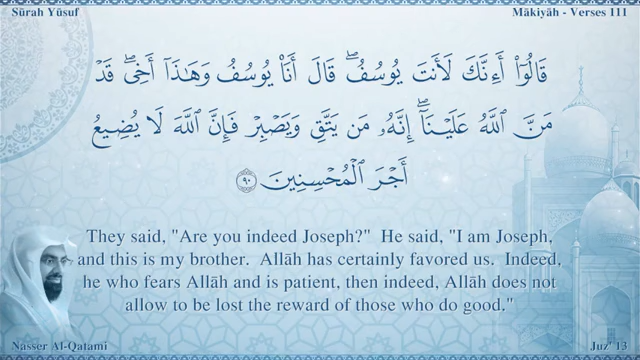 Sūrah Yūsuf
Mākiyāh - Verses 111
قَالُوٓا۟ أَءِنَّكَ لَأَنتَ يُوسُفُ ۖ قَالَ أَنَا۠ يُوسُفُ وَهَـٰذَآ أَخِى ۖ قَدْ
مَنَّ ٱللَّهُ عَلَيْنَآ ۖ إِنَّهُۥ مَن يَتَّقِ وَيَصْبِرْ فَإِنَّ ٱللَّهَ لَا يُضِيعُ
أَجْرَ ٱلْمُحْسِنِينَ ٩٠
They said, "Are you indeed Joseph?" He said, "I am Joseph,
and this is my brother. Allāh has certainly favored us. Indeed,
he who fears Allāh and is patient, then indeed, Allāh does not
allow to be lost the reward of those who do good."
Nasser Al-Qatami
Juz' 13